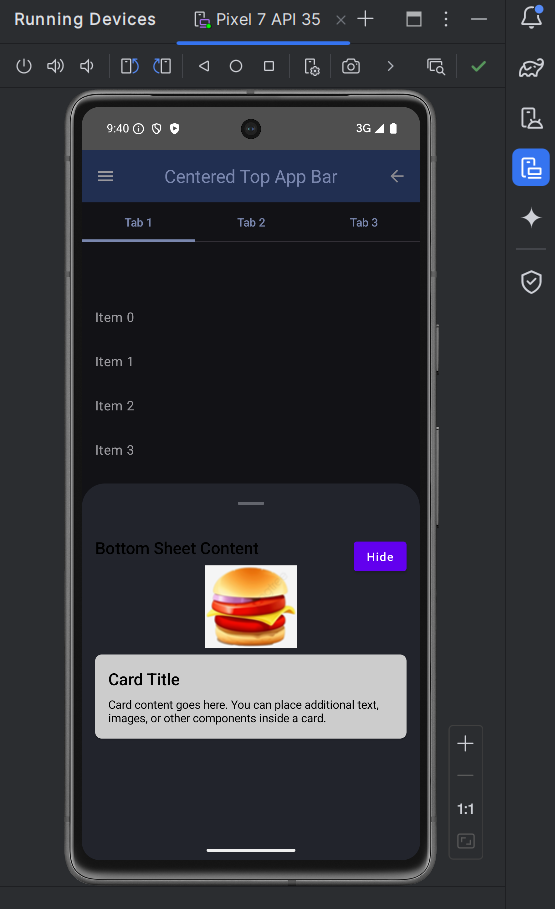 Running Devices
Pixel 7 API 35
9:40
3G
Centered Top App Bar
Tab 1
Tab 2
Tab 3
Item 0
Item 1
Item 2
Item 3
Bottom Sheet Content
Hide
Card Title
Card content goes here. You can place additional text,
images, or other components inside a card.
1:1